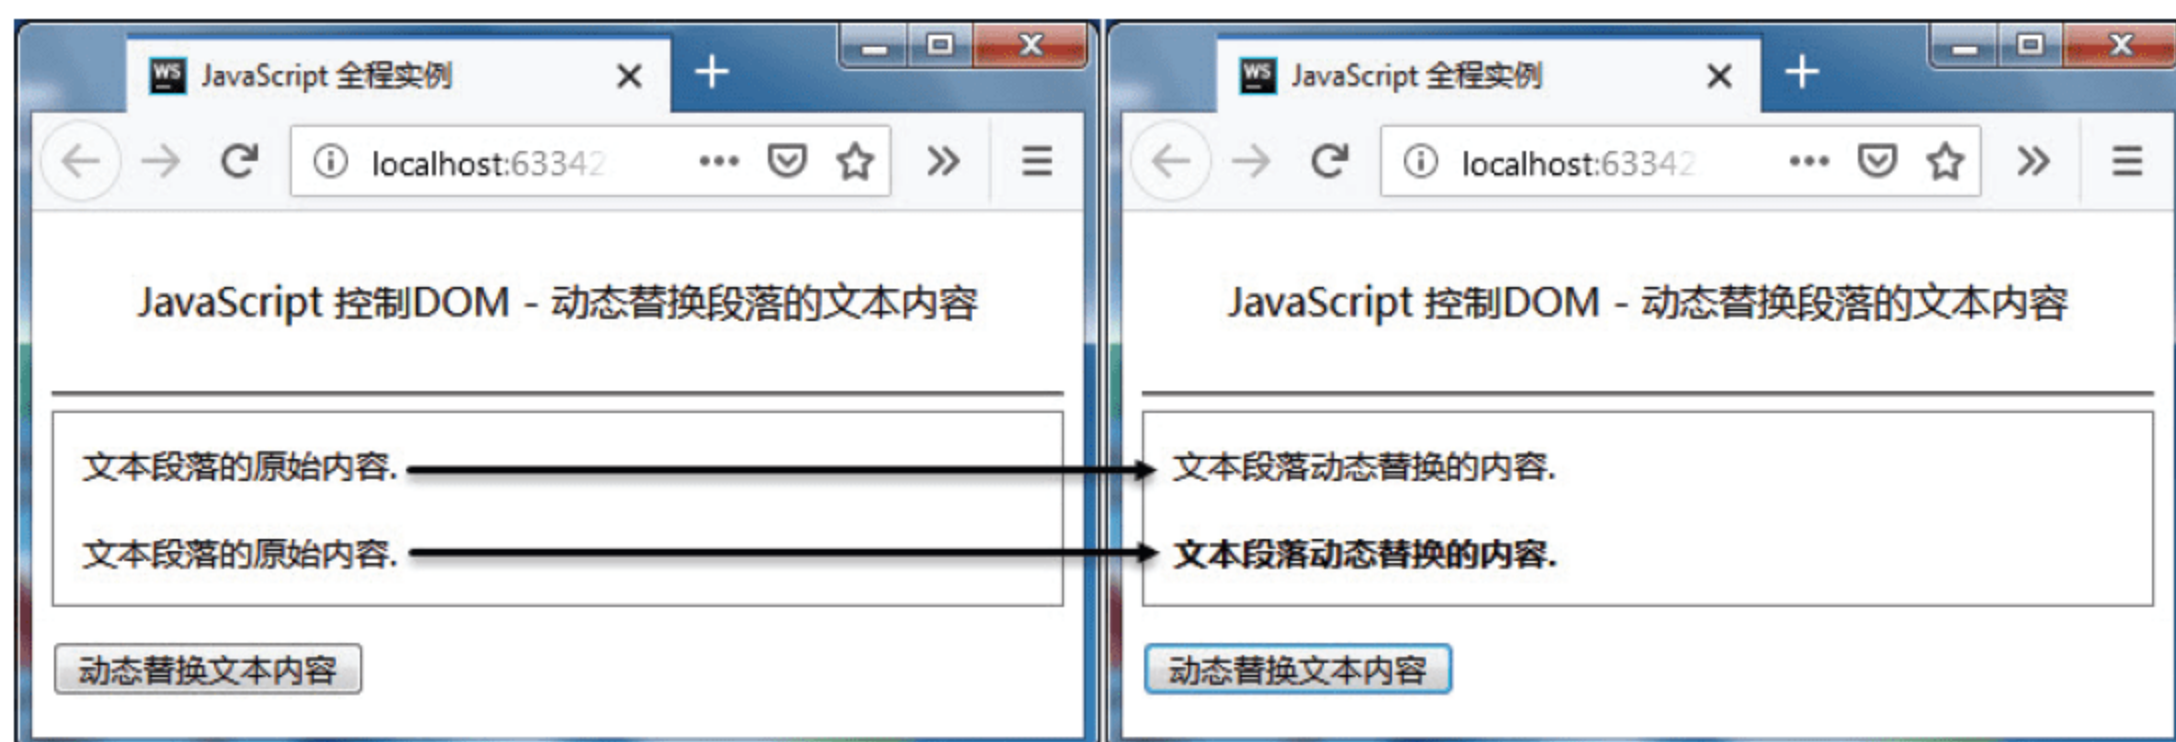 WS JavaScript 全程实例
localhost:63342
JavaScript 控制DOM - 动态替换段落的文本内容
文本段落的原始内容.
文本段落的原始内容.
动态替换文本内容
WS JavaScript 全程实例
localhost:63342
JavaScript 控制DOM - 动态替换段落的文本内容
文本段落动态替换的内容.
文本段落动态替换的内容.
动态替换文本内容